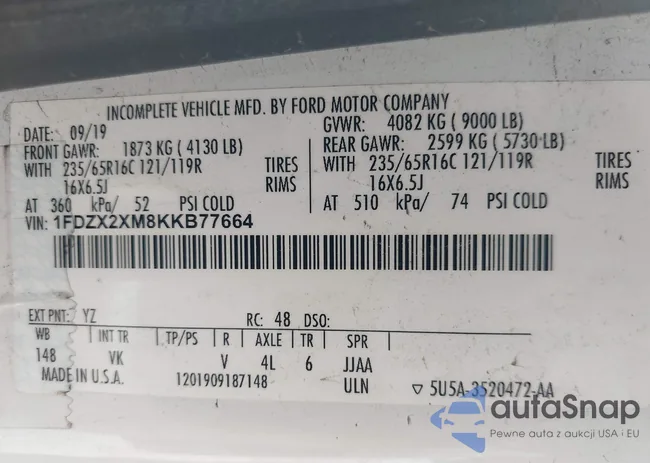 INCOMPLETE VEHICLE MFD. BY FORD MOTOR COMPANY
DATE: 09/19 GVWR: 4082 KG ( 9000 LB)
FRONT GAWR: 1873 KG ( 4130 LB) REAR GAWR: 2599 KG ( 5730 LB)
WITH 235/65R16C 121/119R TIRES WITH 235/65R16C 121/119R TIRES
16X6.5J RIMS 16X6.5J RIMS
AT 360 kPa/ 52 PSI COLD AT 510 kPa/ 74 PSI COLD
VIN: 1FDZX2XM8KKB77664
EXT PNT: YZ RC: 48 DSO:
WB INT TR TP/PS R AXLE TR SPR
148 VK V 4L 6 JJAA
MADE IN U.S.A. 1201909187148 ULN ▽ 5U5A-3520472-AA
autoSnap
Pewne auta z aukcji USA i EU